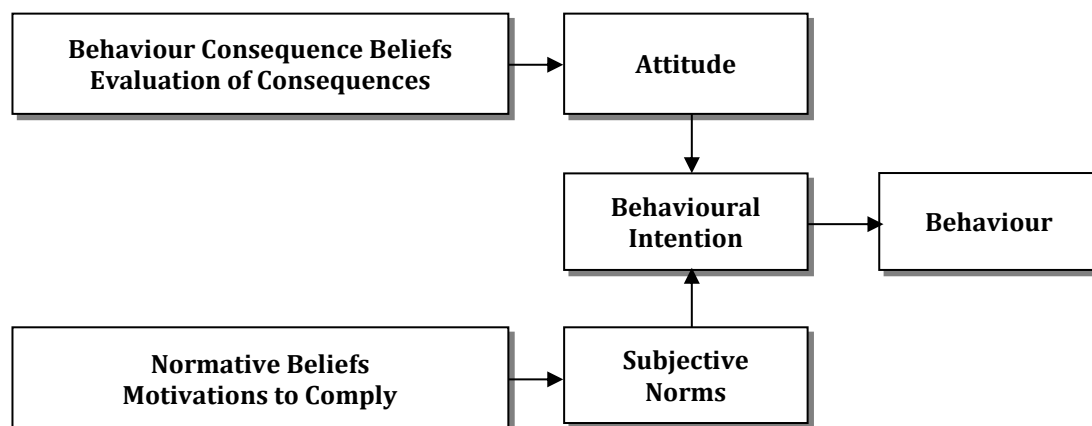 Behaviour Consequence Beliefs
Evaluation of Consequences
Attitude
Behavioural
Intention
Behaviour
Normative Beliefs
Motivations to Comply
Subjective
Norms